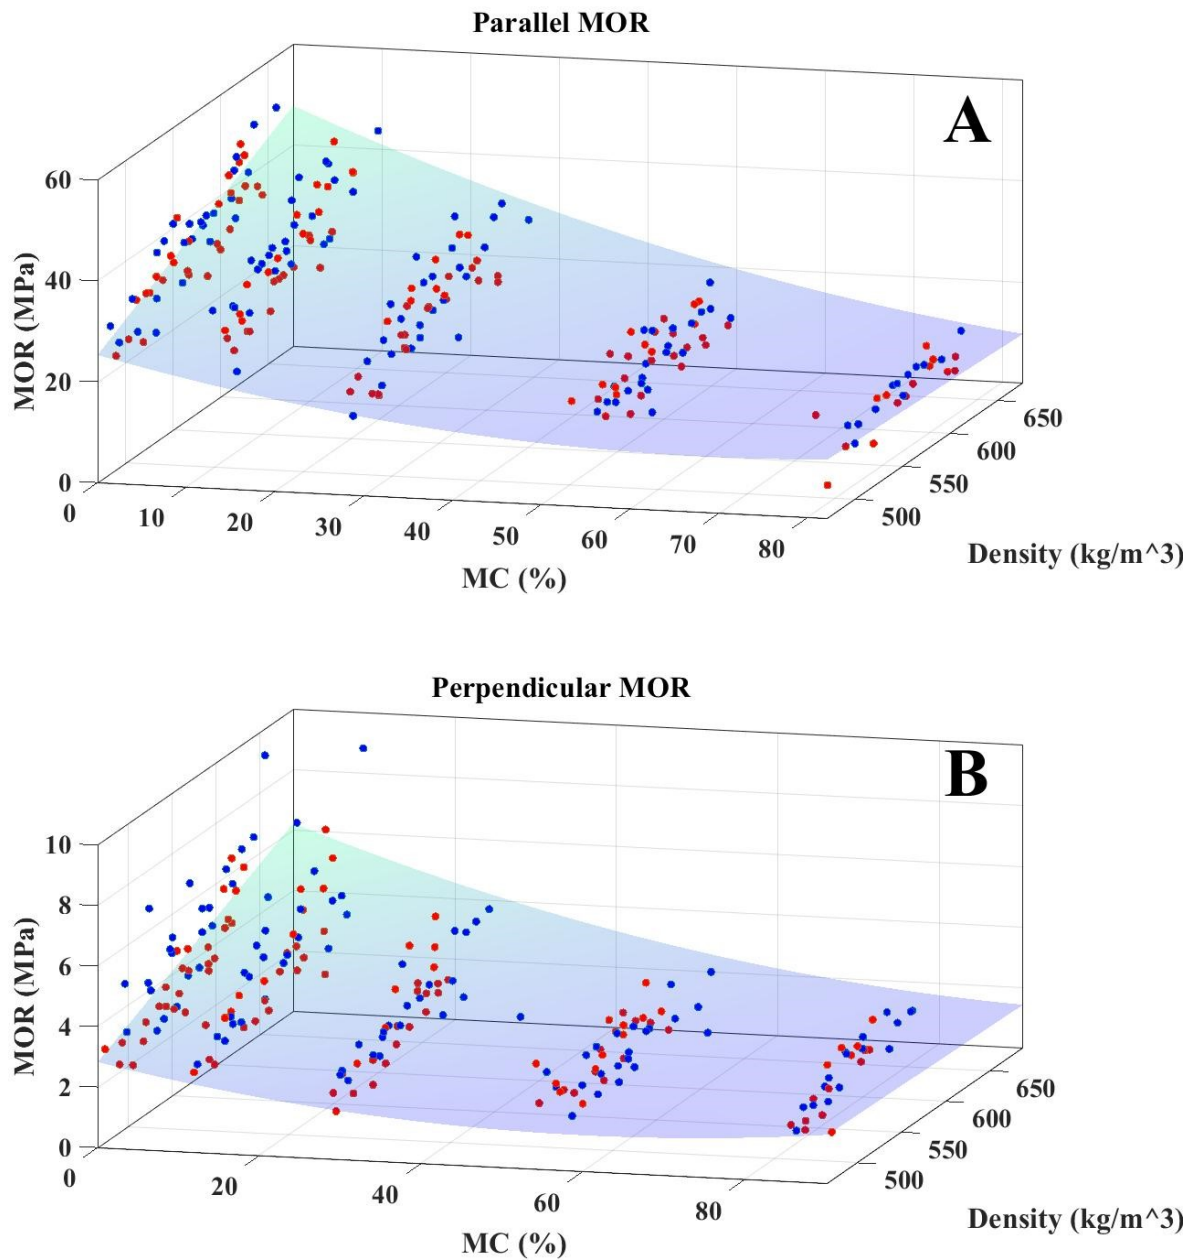 Parallel MOR
A
60
40
20
0
MOR (MPa)
0 10 20 30 40 50 60 70 80
MC (%)
500 550 600 650
Density (kg/m^3)
Perpendicular MOR
B
10
8
6
4
2
0
MOR (MPa)
0 20 40 60 80
MC (%)
500 550 600 650
Density (kg/m^3)